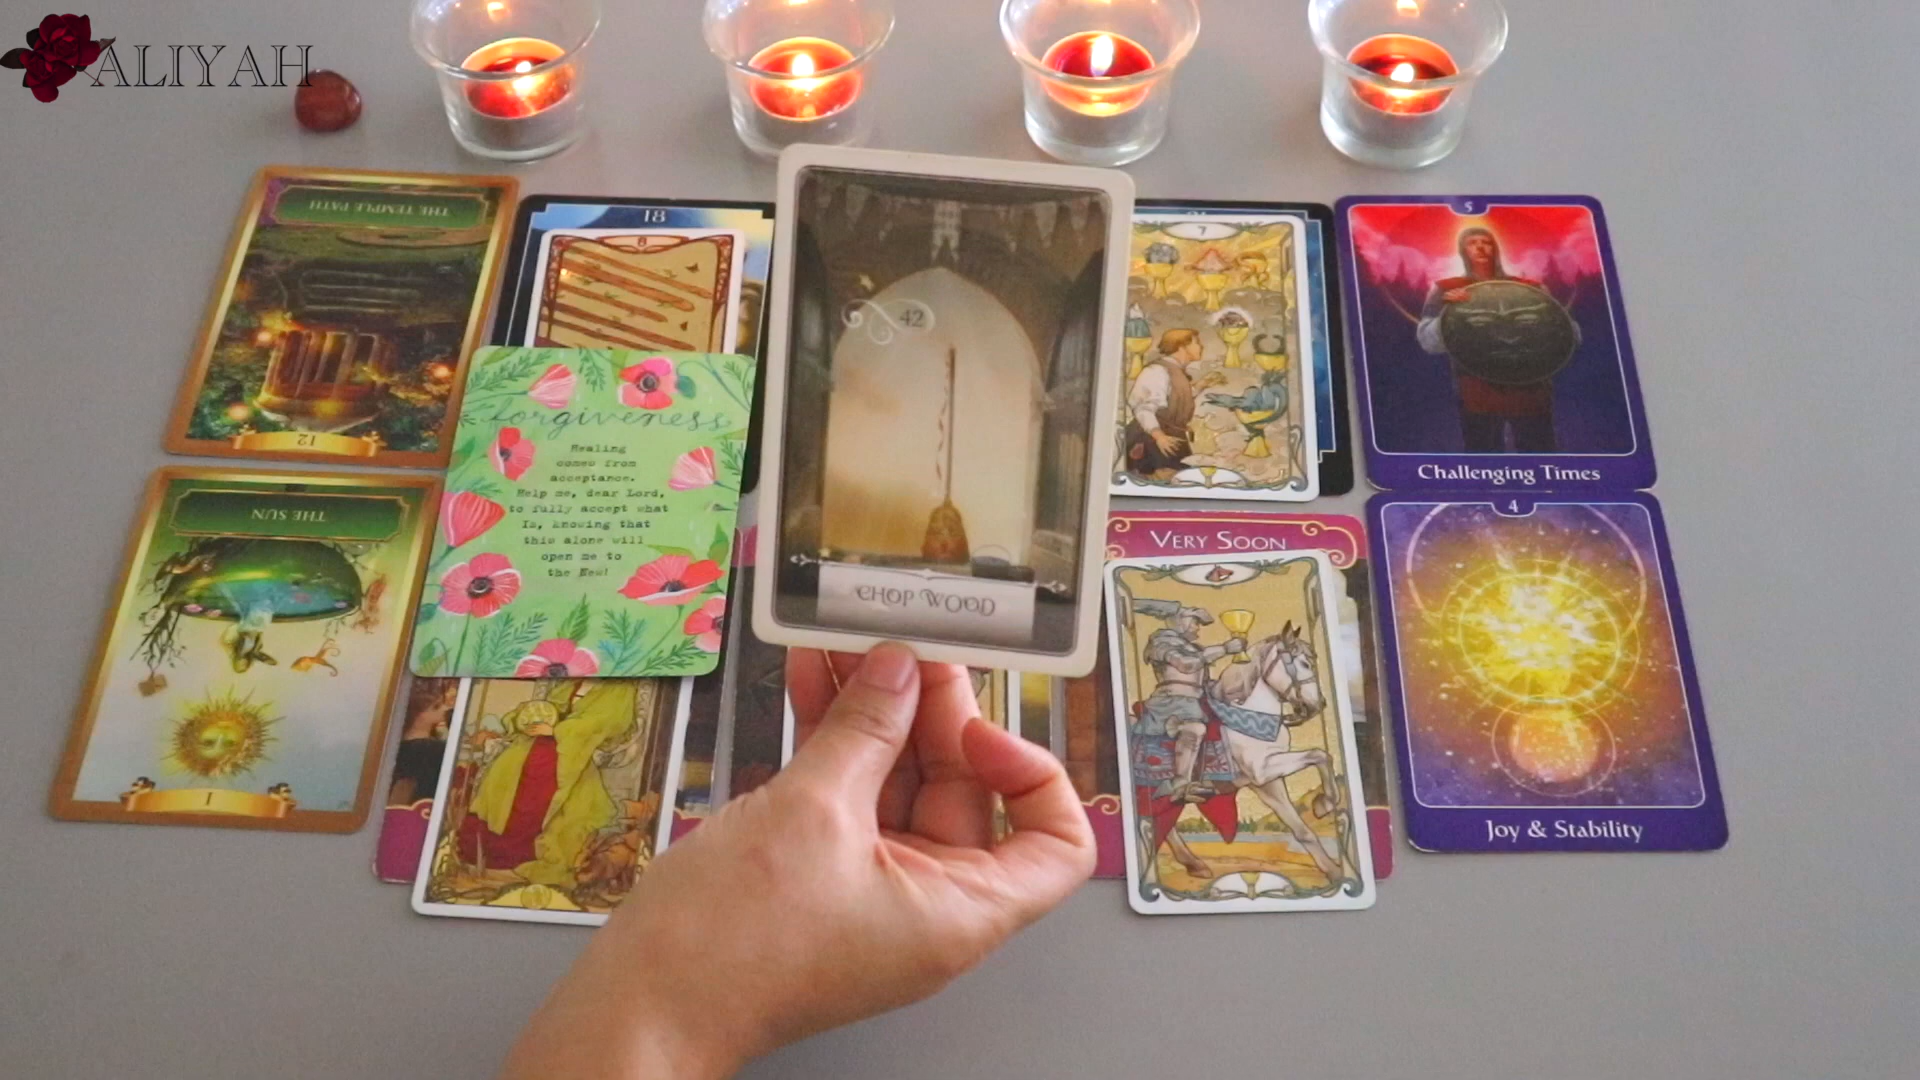 ALIYAH
THE TEMPLE PATH
12
THE SUN
1
18
8
forgiveness
Healing
comes from
acceptance.
Help me, dear Lord,
to fully accept what
Is, knowing that
this alone will
open me to
the New!
42
CHOP WOOD
7
VERY SOON
5
Challenging Times
4
Joy & Stability